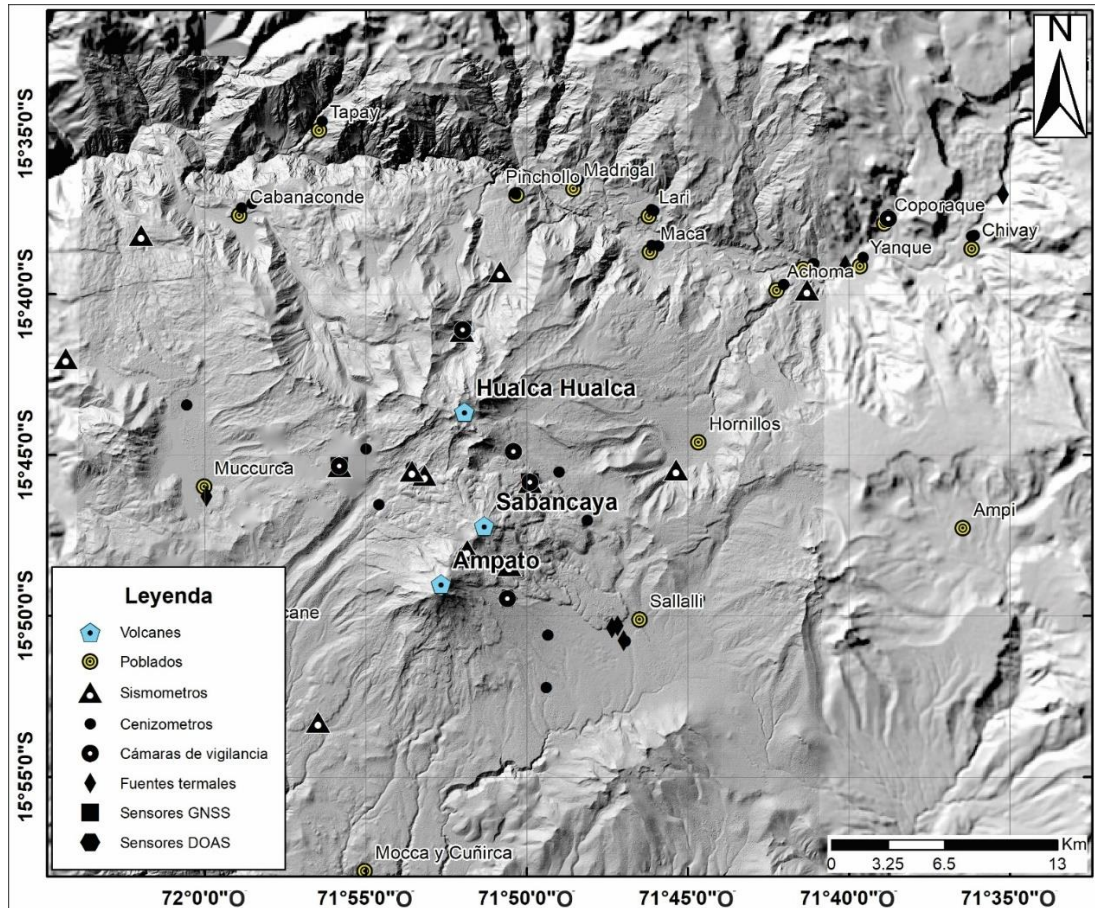 N
Tapay
Madrigal
Pinchollo
Cabanaconde
Lari
Coporaque
Maca
Chivay
Yanque
Achoma
Hualca Hualca
Hornillos
Muccurca
Sabancaya
Ampi
Ampato
Sallalli
cane
Mocca y Cuñirca
Leyenda
Volcanes
Poblados
Sismometros
Cenizometros
Cámaras de vigilancia
Fuentes termales
Sensores GNSS
Sensores DOAS
Km
0 3.25 6.5 13
15°35'0"S
15°40'0"S
15°45'0"S
15°50'0"S
15°55'0"S
72°0'0"O 71°55'0"O 71°50'0"O 71°45'0"O 71°40'0"O 71°35'0"O